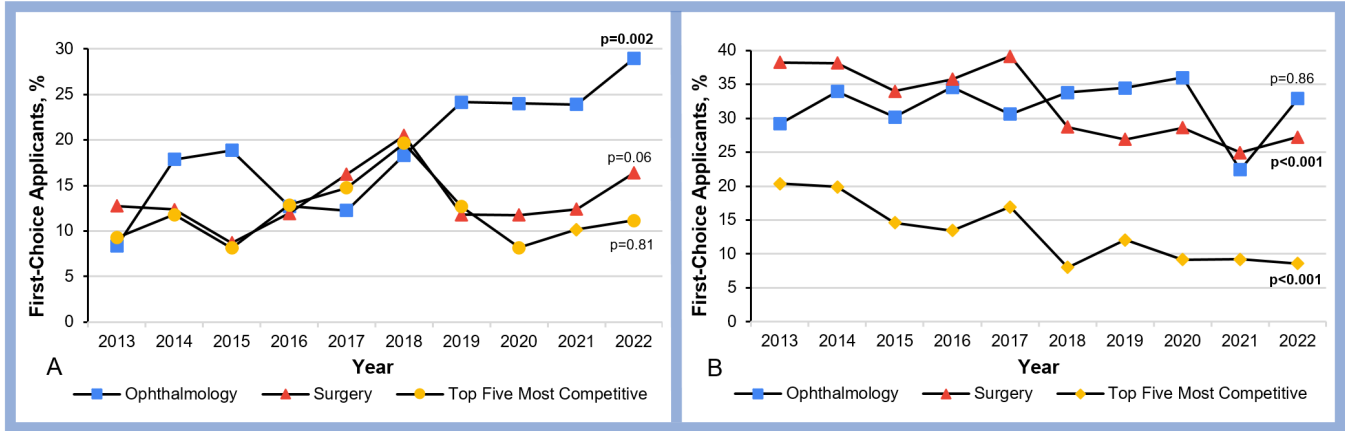 First-Choice Applicants, %
30
25
20
15
10
5
0
p=0.002
p=0.06
p=0.81
2013 2014 2015 2016 2017 2018 2019 2020 2021 2022
A
Year
Ophthalmology Surgery Top Five Most Competitive
First-Choice Applicants, %
40
35
30
25
20
15
10
5
0
p=0.86
p<0.001
p<0.001
2013 2014 2015 2016 2017 2018 2019 2020 2021 2022
B
Year
Ophthalmology Surgery Top Five Most Competitive